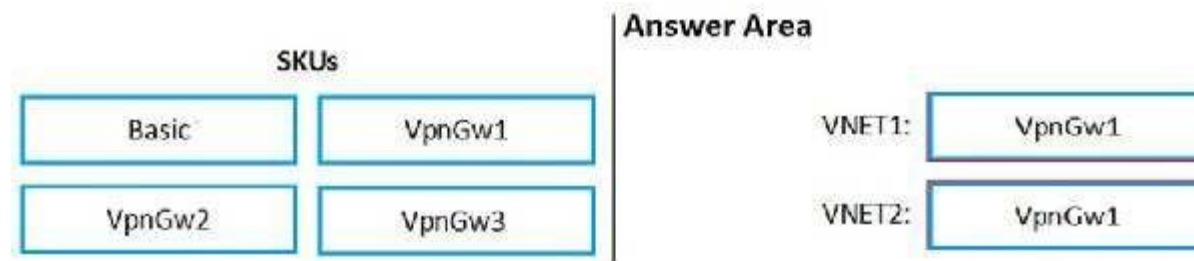 SKUs
Basic
VpnGw1
VpnGw2
VpnGw3
Answer Area
VNET1:
VpnGw1
VNET2:
VpnGw1